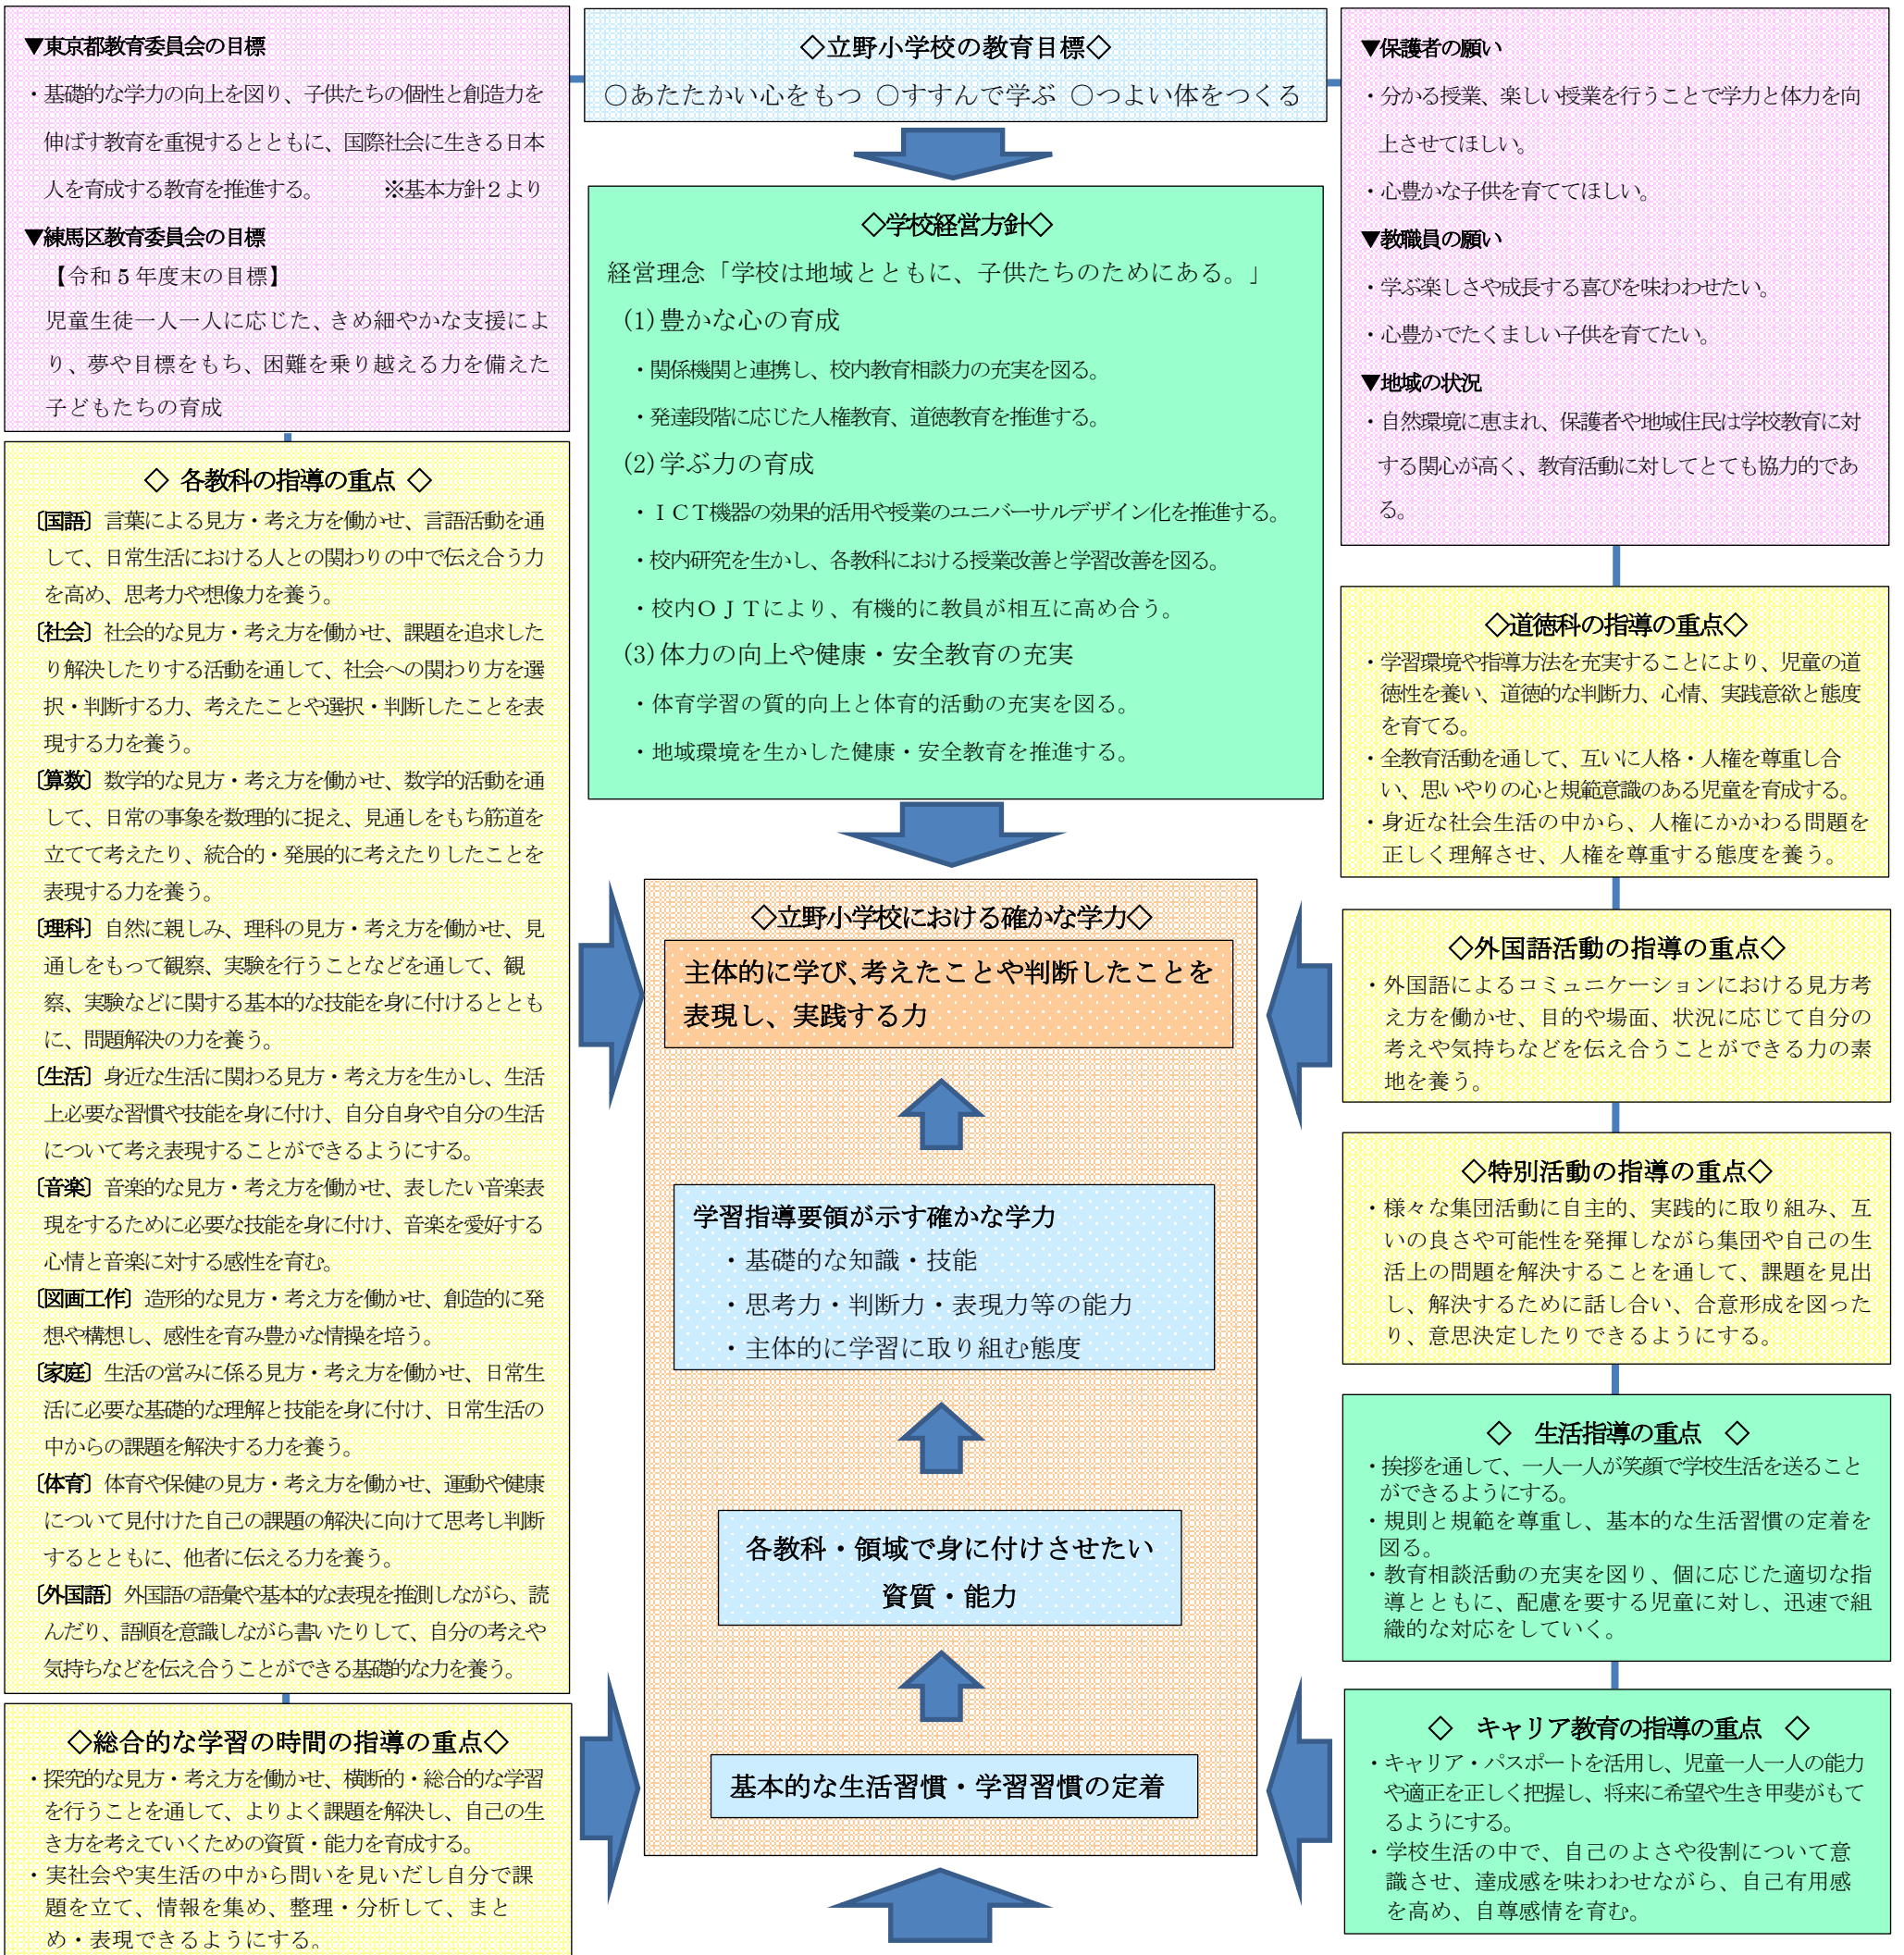 ▼東京都教育委員会の目標
・基礎的な学力の向上を図り、子供たちの個性と創造力を
伸ばす教育を重視するとともに、国際社会に生きる日本
人を育成する教育を推進する。　　　※基本方針２より
▼練馬区教育委員会の目標
【令和５年度末の目標】
児童生徒一人一人に応じた、きめ細やかな支援によ
り、夢や目標をもち、困難を乗り越える力を備えた
子どもたちの育成
◇立野小学校の教育目標◇
○あたたかい心をもつ ○すすんで学ぶ ○つよい体をつくる
▼保護者の願い
・分かる授業、楽しい授業を行うことで学力と体力を向
上させてほしい。
・心豊かな子供を育ててほしい。
▼教職員の願い
・学ぶ楽しさや成長する喜びを味わわせたい。
・心豊かでたくましい子供を育てたい。
▼地域の状況
・自然環境に恵まれ、保護者や地域住民は学校教育に対
する関心が高く、教育活動に対してとても協力的であ
る。
◇学校経営方針◇
経営理念「学校は地域とともに、子供たちのためにある。」
(1)豊かな心の育成
・関係機関と連携し、校内教育相談力の充実を図る。
・発達段階に応じた人権教育、道徳教育を推進する。
(2)学ぶ力の育成
・ＩＣＴ機器の効果的活用や授業のユニバーサルデザイン化を推進する。
・校内研究を生かし、各教科における授業改善と学習改善を図る。
・校内ＯＪＴにより、有機的に教員が相互に高め合う。
(3)体力の向上や健康・安全教育の充実
・体育学習の質的向上と体育的活動の充実を図る。
・地域環境を生かした健康・安全教育を推進する。
◇ 各教科の指導の重点 ◇
〔国語〕言葉による見方・考え方を働かせ、言語活動を通
して、日常生活における人との関わりの中で伝え合う力
を高め、思考力や想像力を養う。
〔社会〕社会的な見方・考え方を働かせ、課題を追求した
り解決したりする活動を通して、社会への関わり方を選
択・判断する力、考えたことや選択・判断したことを表
現する力を養う。
〔算数〕数学的な見方・考え方を働かせ、数学的活動を通
して、日常の事象を数理的に捉え、見通しをもち筋道を
立てて考えたり、統合的・発展的に考えたりしたことを
表現する力を養う。
〔理科〕自然に親しみ、理科の見方・考え方を働かせ、見
通しをもって観察、実験を行うことなどを通して、観
察、実験などに関する基本的な技能を身に付けるととも
に、問題解決の力を養う。
〔生活〕身近な生活に関わる見方・考え方を生かし、生活
上必要な習慣や技能を身に付け、自分自身や自分の生活
について考え表現することができるようにする。
〔音楽〕音楽的な見方・考え方を働かせ、表したい音楽表
現をするために必要な技能を身に付け、音楽を愛好する
心情と音楽に対する感性を育む。
〔図画工作〕造形的な見方・考え方を働かせ、創造的に発
想や構想し、感性を育み豊かな情操を培う。
〔家庭〕生活の営みに係る見方・考え方を働かせ、日常生
活に必要な基礎的な理解と技能を身に付け、日常生活の
中からの課題を解決する力を養う。
〔体育〕体育や保健の見方・考え方を働かせ、運動や健康
について見付けた自己の課題の解決に向けて思考し判断
するとともに、他者に伝える力を養う。
〔外国語〕外国語の語彙や基本的な表現を推測しながら、読
んだり、語順を意識しながら書いたりして、自分の考えや
気持ちなどを伝え合うことができる基礎的な力を養う。
◇総合的な学習の時間の指導の重点◇
・探究的な見方・考え方を働かせ、横断的・総合的な学習
を行うことを通して、よりよく課題を解決し、自己の生
き方を考えていくための資質・能力を育成する。
・実社会や実生活の中から問いを見いだし自分で課
題を立て、情報を集め、整理・分析して、まと
め・表現できるようにする。
◇立野小学校における確かな学力◇
主体的に学び、考えたことや判断したことを
表現し、実践する力
学習指導要領が示す確かな学力
・基礎的な知識・技能
・思考力・判断力・表現力等の能力
・主体的に学習に取り組む態度
各教科・領域で身に付けさせたい
資質・能力
基本的な生活習慣・学習習慣の定着
◇道徳科の指導の重点◇
・学習環境や指導方法を充実することにより、児童の道
徳性を養い、道徳的な判断力、心情、実践意欲と態度
を育てる。
・全教育活動を通して、互いに人格・人権を尊重し合
い、思いやりの心と規範意識のある児童を育成する。
・身近な社会生活の中から、人権にかかわる問題を
正しく理解させ、人権を尊重する態度を養う。
◇外国語活動の指導の重点◇
・外国語によるコミュニケーションにおける見方考
え方を働かせ、目的や場面、状況に応じて自分の
考えや気持ちなどを伝え合うことができる力の素
地を養う。
◇特別活動の指導の重点◇
・様々な集団活動に自主的、実践的に取り組み、互
いの良さや可能性を発揮しながら集団や自己の生
活上の問題を解決することを通して、課題を見出
し、解決するために話し合い、合意形成を図った
り、意思決定したりできるようにする。
◇　生活指導の重点　◇
・挨拶を通して、一人一人が笑顔で学校生活を送ること
ができるようにする。
・規則と規範を尊重し、基本的な生活習慣の定着を
図る。
・教育相談活動の充実を図り、個に応じた適切な指
導とともに、配慮を要する児童に対し、迅速で組
織的な対応をしていく。
◇　キャリア教育の指導の重点　◇
・キャリア・パスポートを活用し、児童一人一人の能力
や適正を正しく把握し、将来に希望や生き甲斐がもて
るようにする。
・学校生活の中で、自己のよさや役割について意
識させ、達成感を味わわせながら、自己有用感
を高め、自尊感情を育む。